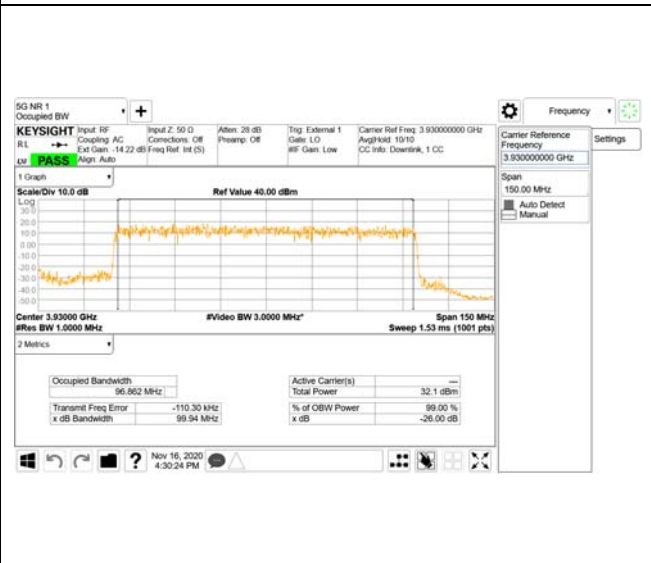 5G NR 1
Occupied BW
Frequency
KEYSIGHT
Input: RF
Input Z: 50 Ω
Atten: 28 dB
Trig: External 1
Carrier Ref Freq: 3.930000000 GHz
RL
Coupling: AC
Corrections: Off
Preamp: Off
Gate: LO
Avg|Hold: 10/10
Ext Gain: -14.22 dB
Freq Ref: Int (S)
#IF Gain: Low
CC Info: Downlink, 1 CC
PASS
Align: Auto
Carrier Reference
Frequency
3.930000000 GHz
Settings
Span
150.00 MHz
Auto Detect
Manual
1 Graph
Scale/Div 10.0 dB
Ref Value 40.00 dBm
Log
30.0
20.0
10.0
0.00
-10.0
-20.0
-30.0
-40.0
-50.0
Center 3.93000 GHz
#Video BW 3.0000 MHz*
Span 150 MHz
#Res BW 1.0000 MHz
Sweep 1.53 ms (1001 pts)
2 Metrics
Occupied Bandwidth
96.862 MHz
Active Carrier(s)
---
Total Power
32.1 dBm
Transmit Freq Error
-110.30 kHz
% of OBW Power
99.00 %
x dB Bandwidth
99.94 MHz
x dB
-26.00 dB
?
Nov 16, 2020
4:30:24 PM